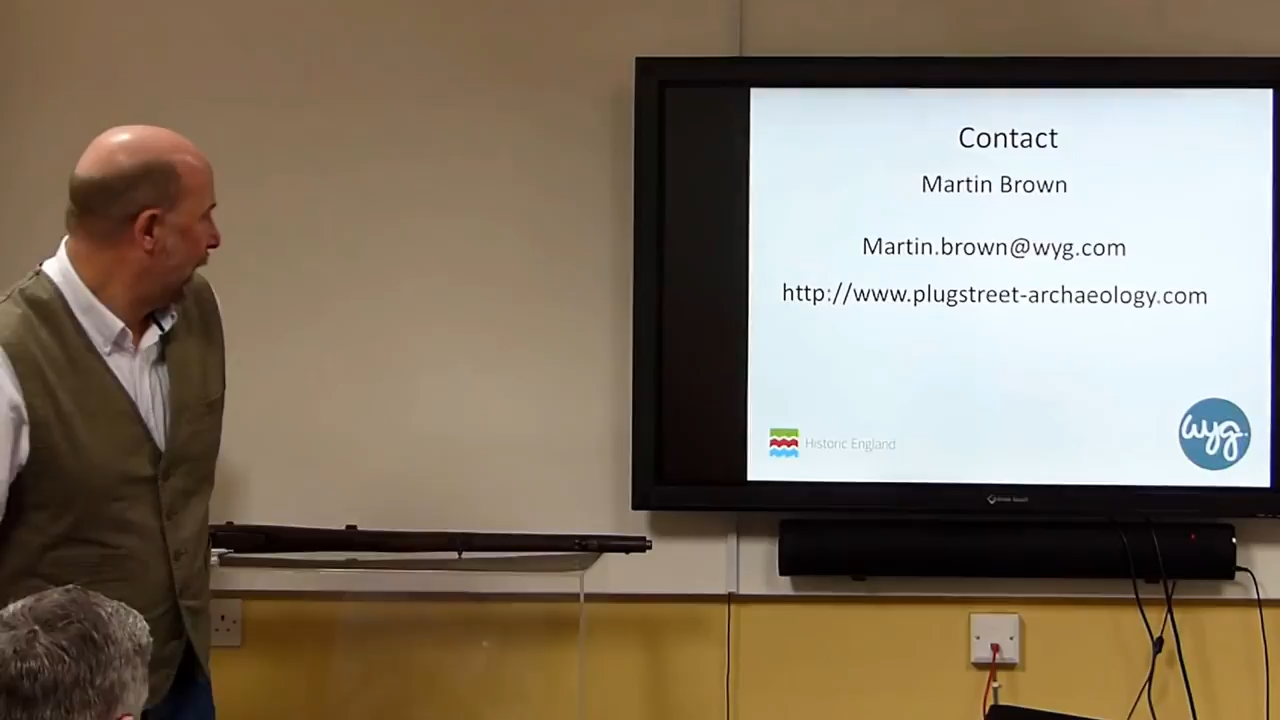 Contact
Martin Brown
Martin.brown@wyg.com
http://www.plugstreet-archaeology.com
Historic England
wyg.